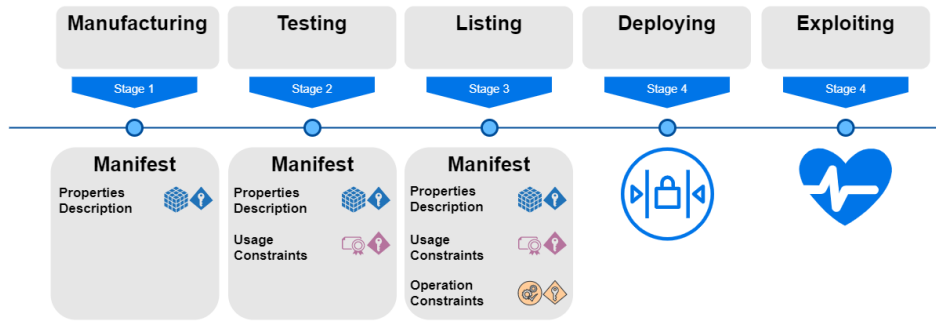 Manufacturing
Testing
Listing
Deploying
Exploiting
Stage 1
Stage 2
Stage 3
Stage 4
Stage 4
Manifest
Properties
Description
Manifest
Properties
Description
Usage
Constraints
Manifest
Properties
Description
Usage
Constraints
Operation
Constraints